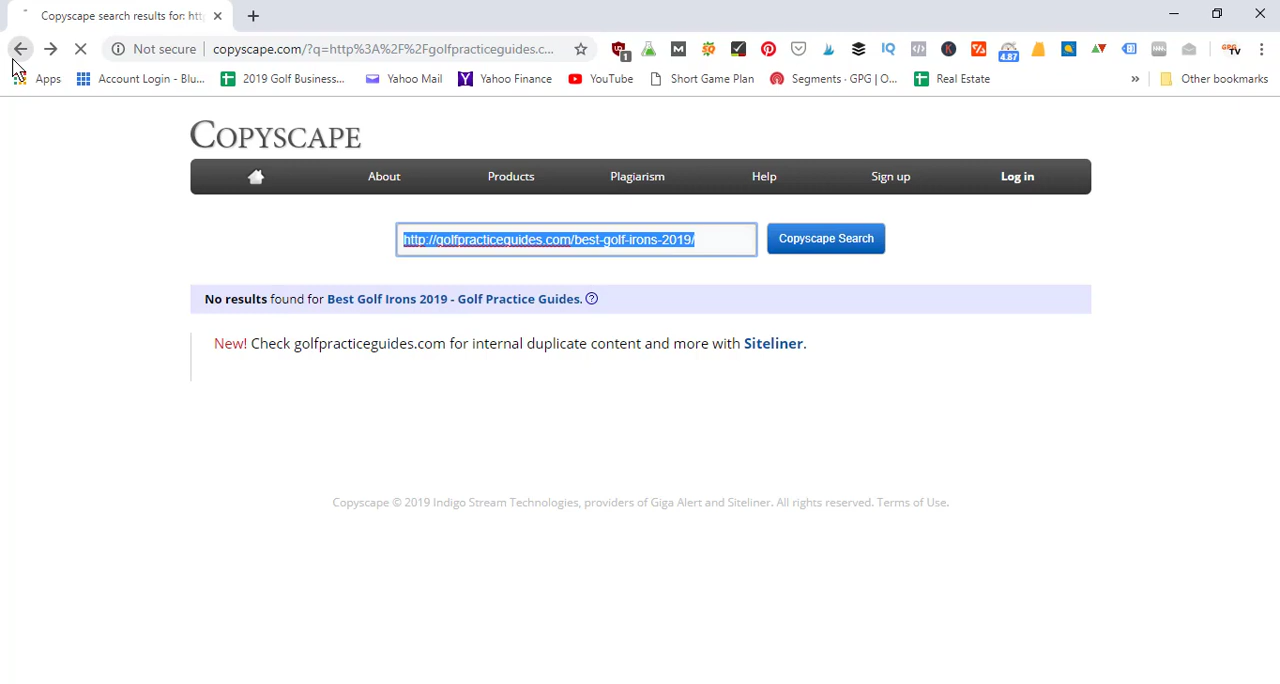 Copyscape search results for: htt
Not secure copyscape.com/?q=http%3A%2F%2Fgolfpracticeguides.c...
1
4.87
Apps Account Login - Blu... 2019 Golf Business... Yahoo Mail Yahoo Finance YouTube Short Game Plan Segments - GPG | O... Real Estate » Other bookmarks
COPYSCAPE
About Products Plagiarism Help Sign up Log in
http://golfpracticeguides.com/best-golf-irons-2019/ Copyscape Search
No results found for Best Golf Irons 2019 - Golf Practice Guides. ?
New! Check golfpracticeguides.com for internal duplicate content and more with Siteliner.
Copyscape © 2019 Indigo Stream Technologies, providers of Giga Alert and Siteliner. All rights reserved. Terms of Use.